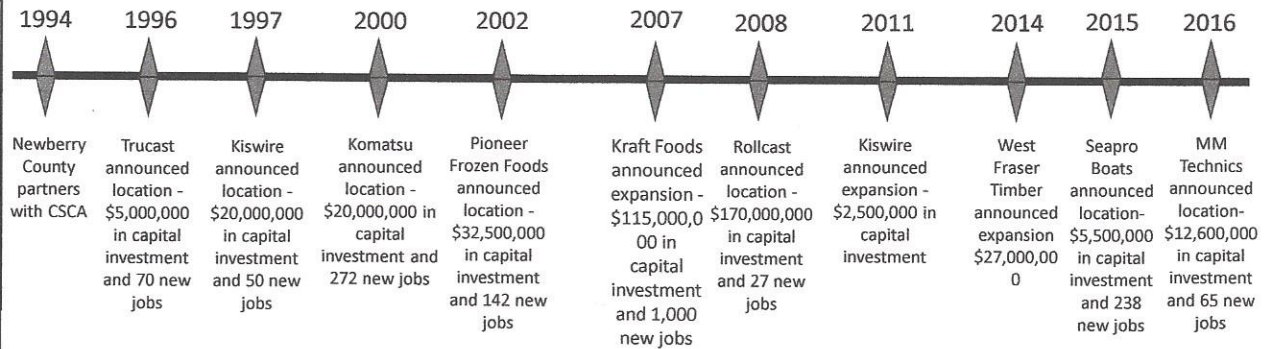 1994
1996
1997
2000
2002
2007
2008
2011
2014
2015
2016
Newberry
County
partners
with CSCA
Trucast
announced
location -
$5,000,000
in capital
investment
and 70 new
jobs
Kiswire
announced
location -
$20,000,000
in capital
investment
and 50 new
jobs
Komatsu
announced
location -
$20,000,000 in
capital
investment and
272 new jobs
Pioneer
Frozen Foods
announced
location -
$32,500,000
in capital
investment
and 142 new
jobs
Kraft Foods
announced
expansion -
$115,000,0
00 in
capital
investment
and 1,000
new jobs
Rollcast
announced
location -
$170,000,000
in capital
investment
and 27 new
jobs
Kiswire
announced
expansion -
$2,500,000 in
capital
investment
West
Fraser
Timber
announced
expansion
$27,000,00
0
Seapro
Boats
announced
location-
$5,500,000
in capital
investment
and 238
new jobs
MM
Technics
announced
location-
$12,600,000
in capital
investment
and 65 new
jobs